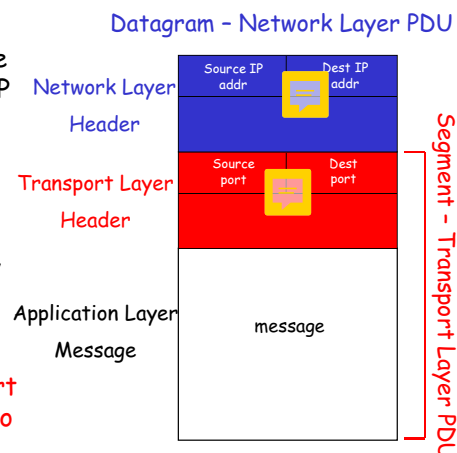 Datagram – Network Layer PDU
e
P
Network Layer
Header
Source IP
addr
Dest IP
addr
Transport Layer
Header
Source
port
Dest
port
Segment - Transport Layer PDU
Application Layer
Message
message
rt
o